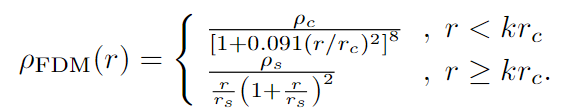 ρ_FDM(r) = { ρ_c / [1+0.091(r/r_c)²]⁸ , r < kr_c
ρ_s / (r/r_s (1+r/r_s)²) , r ≥ kr_c.